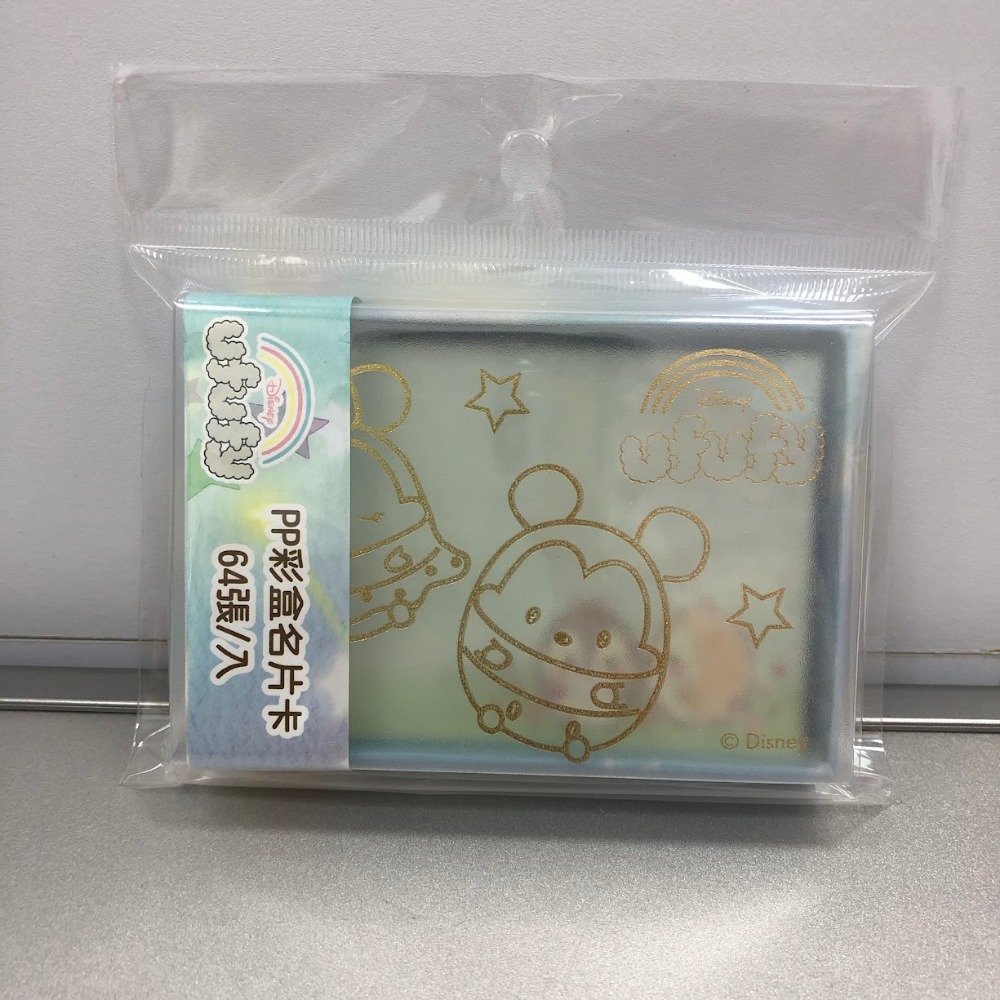 Disney
ufufy
PP彩盒名片卡
64張/入
Disney
ufufy
© Disney